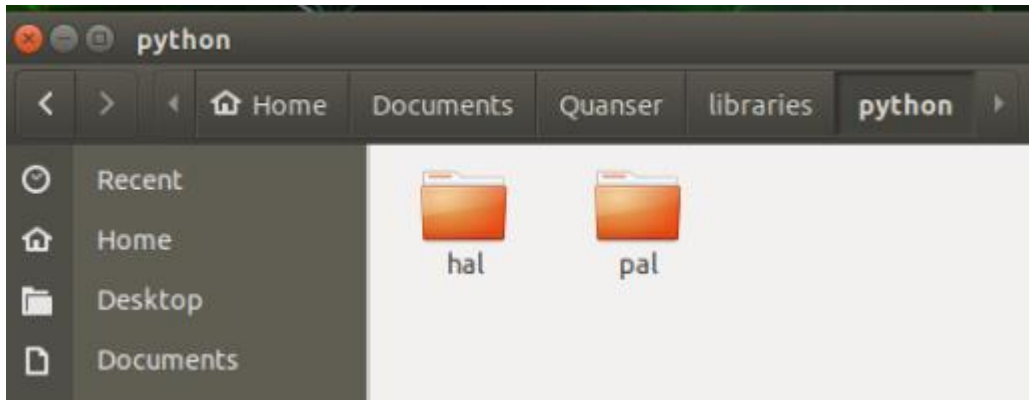 python
Home Documents Quanser libraries python
Recent
Home
Desktop
Documents
hal pal